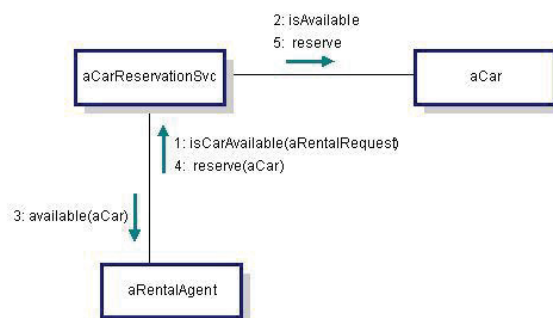 2: isAvailable
5: reserve
aCarReservationSvc
aCar
1: isCarAvailable(aRentalRequest)
4: reserve(aCar)
3: available(aCar)
aRentalAgent